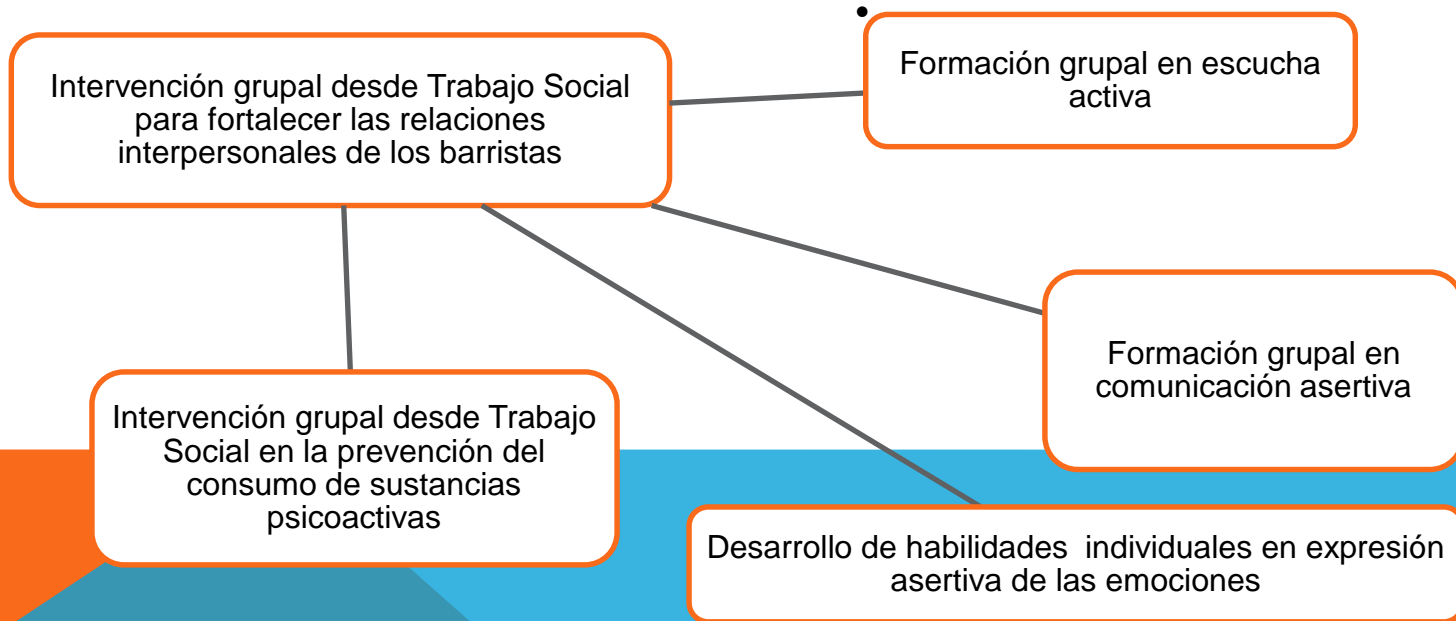 Intervención grupal desde Trabajo Social
para fortalecer las relaciones
interpersonales de los barristas
•
Formación grupal en escucha
activa
Formación grupal en
comunicación asertiva
Intervención grupal desde Trabajo
Social en la prevención del
consumo de sustancias
psicoactivas
Desarrollo de habilidades  individuales en expresión
asertiva de las emociones